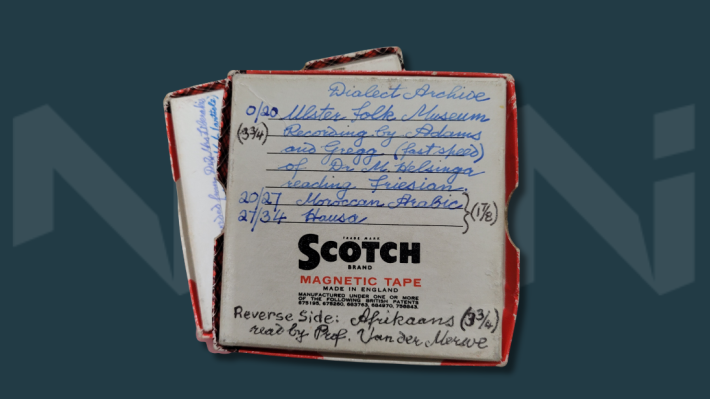 Dialect Archive
0/20 Ulster Folk Museum
(3¾) Recording by Adams
and Gregg (fast speed)
of Dr M. Helsinga
reading Friesian.
20/27 Moroccan Arabic
27/34 Hausa
(1⅞)
TRADE MARK
SCOTCH
BRAND
MAGNETIC TAPE
MADE IN ENGLAND
MANUFACTURED UNDER ONE OR MORE
OF THE FOLLOWING BRITISH PATENTS
Reverse Side: Afrikaans (3¾)
read by Prof. Van der Merwe